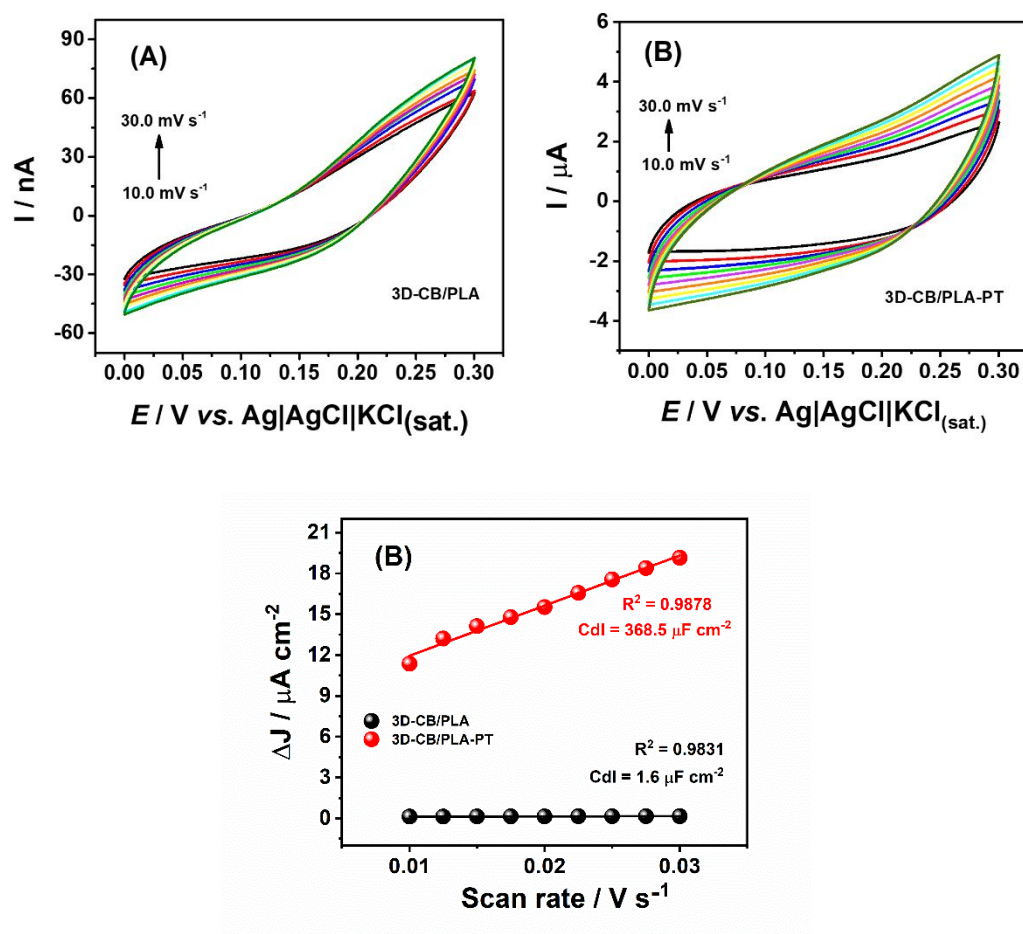 (A)
90
60
30
0
-30
-60
I / nA
30.0 mV s⁻¹
10.0 mV s⁻¹
3D-CB/PLA
0.00 0.05 0.10 0.15 0.20 0.25 0.30
E / V vs. Ag|AgCl|KCl(sat.)
(B)
6
4
2
0
-2
-4
I / µA
30.0 mV s⁻¹
10.0 mV s⁻¹
3D-CB/PLA-PT
0.00 0.05 0.10 0.15 0.20 0.25 0.30
E / V vs. Ag|AgCl|KCl(sat.)
(B)
21
18
15
12
9
6
3
0
ΔJ / µA cm⁻²
R² = 0.9878
Cdl = 368.5 µF cm⁻²
3D-CB/PLA
3D-CB/PLA-PT
R² = 0.9831
Cdl = 1.6 µF cm⁻²
0.01 0.02 0.03
Scan rate / V s⁻¹